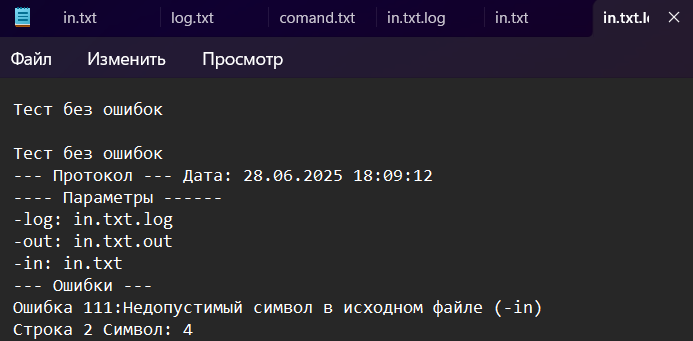 in.txt log.txt comand.txt in.txt.log in.txt in.txt.l
Файл Изменить Просмотр
Тест без ошибок
Тест без ошибок
--- Протокол --- Дата: 28.06.2025 18:09:12
---- Параметры ------
-log: in.txt.log
-out: in.txt.out
-in: in.txt
--- Ошибки ---
Ошибка 111:Недопустимый символ в исходном файле (-in)
Строка 2 Символ: 4